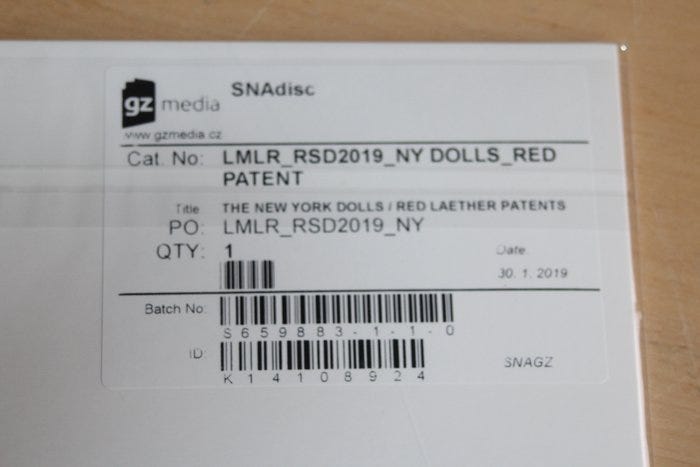 SNAdisc
gz media
www.gzmedia.cz
Cat. No: LMLR_RSD2019_NY DOLLS_RED
PATENT
Title THE NEW YORK DOLLS / RED LAETHER PATENTS
PO: LMLR_RSD2019_NY
QTY: 1
Date
30. 1. 2019
Batch No:
S659883-1-1-0
ID:
K14108924
SNAGZ